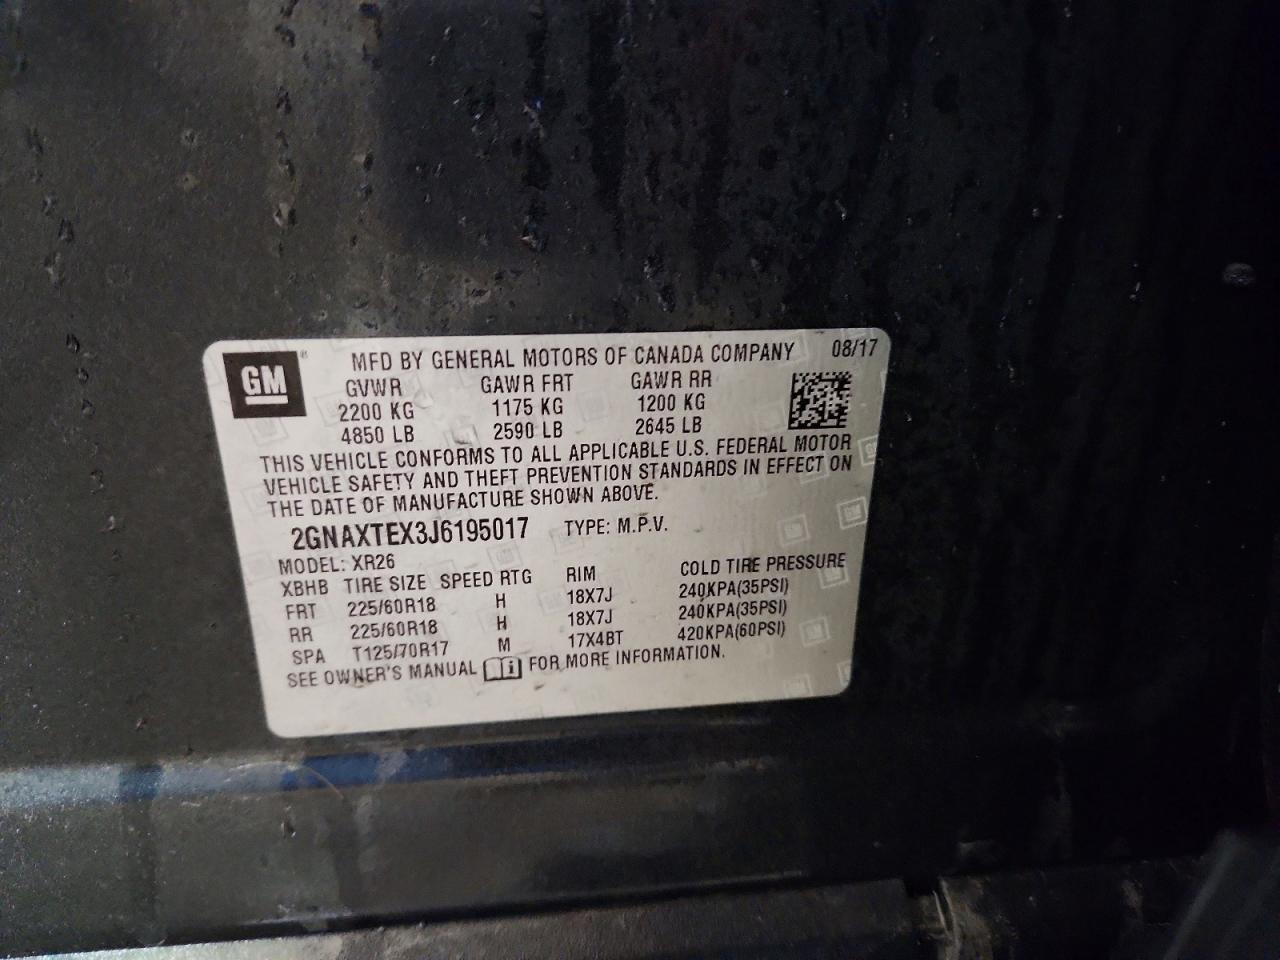 GM ® MFD BY GENERAL MOTORS OF CANADA COMPANY 08/17
GVWR GAWR FRT GAWR RR
2200 KG 1175 KG 1200 KG
4850 LB 2590 LB 2645 LB
THIS VEHICLE CONFORMS TO ALL APPLICABLE U.S. FEDERAL MOTOR
VEHICLE SAFETY AND THEFT PREVENTION STANDARDS IN EFFECT ON
THE DATE OF MANUFACTURE SHOWN ABOVE.
2GNAXTEX3J6195017 TYPE: M.P.V.
MODEL: XR26
XBHB TIRE SIZE SPEED RTG RIM COLD TIRE PRESSURE
FRT 225/60R18 H 18X7J 240KPA(35PSI)
RR 225/60R18 H 18X7J 240KPA(35PSI)
SPA T125/70R17 M 17X4BT 420KPA(60PSI)
SEE OWNER'S MANUAL i FOR MORE INFORMATION.